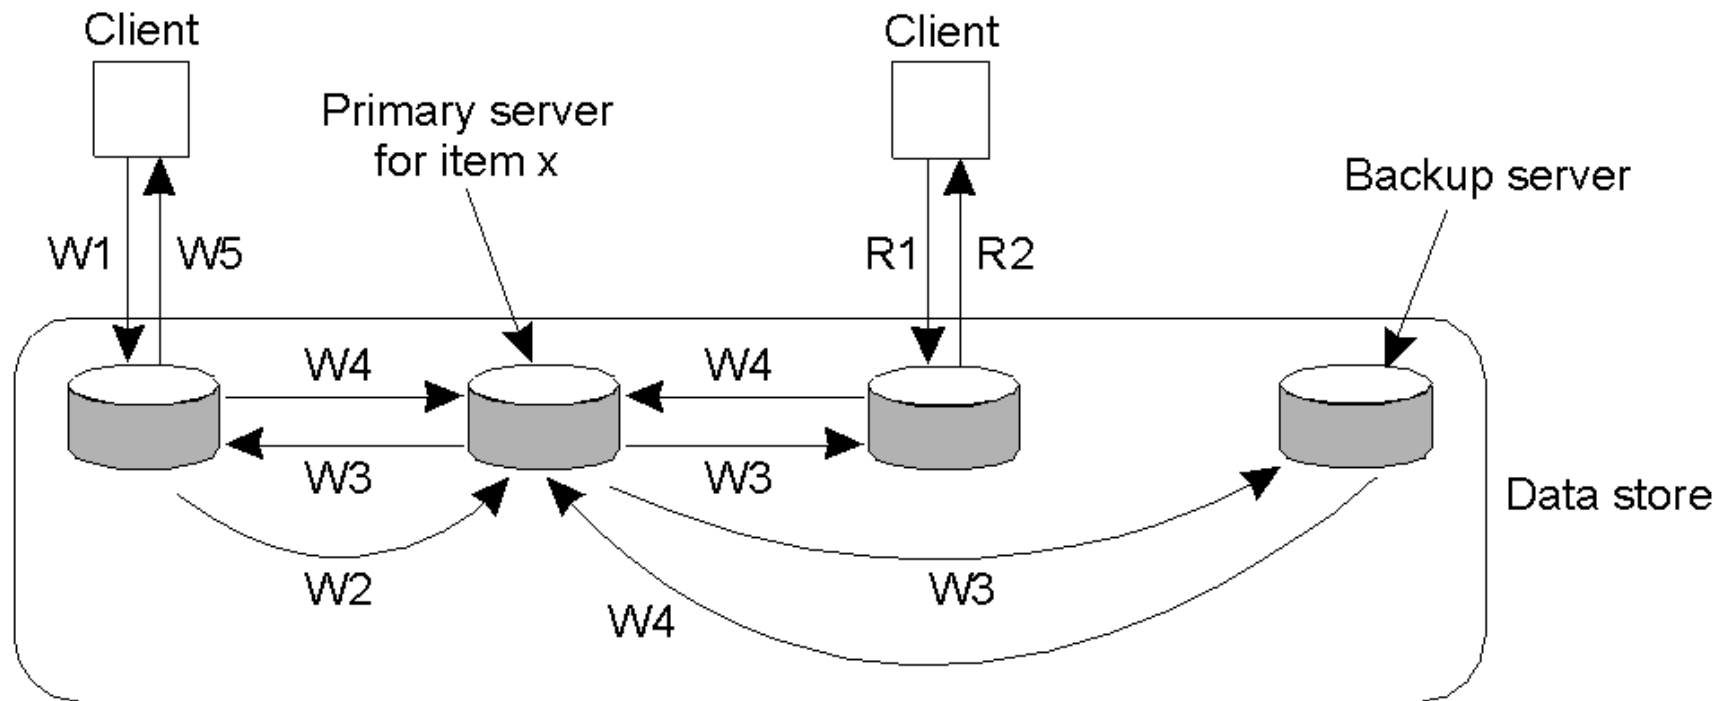 Client
Client
Primary server
for item x
Backup server
W1
W5
R1
R2
W4
W4
W3
W3
Data store
W2
W3
W4